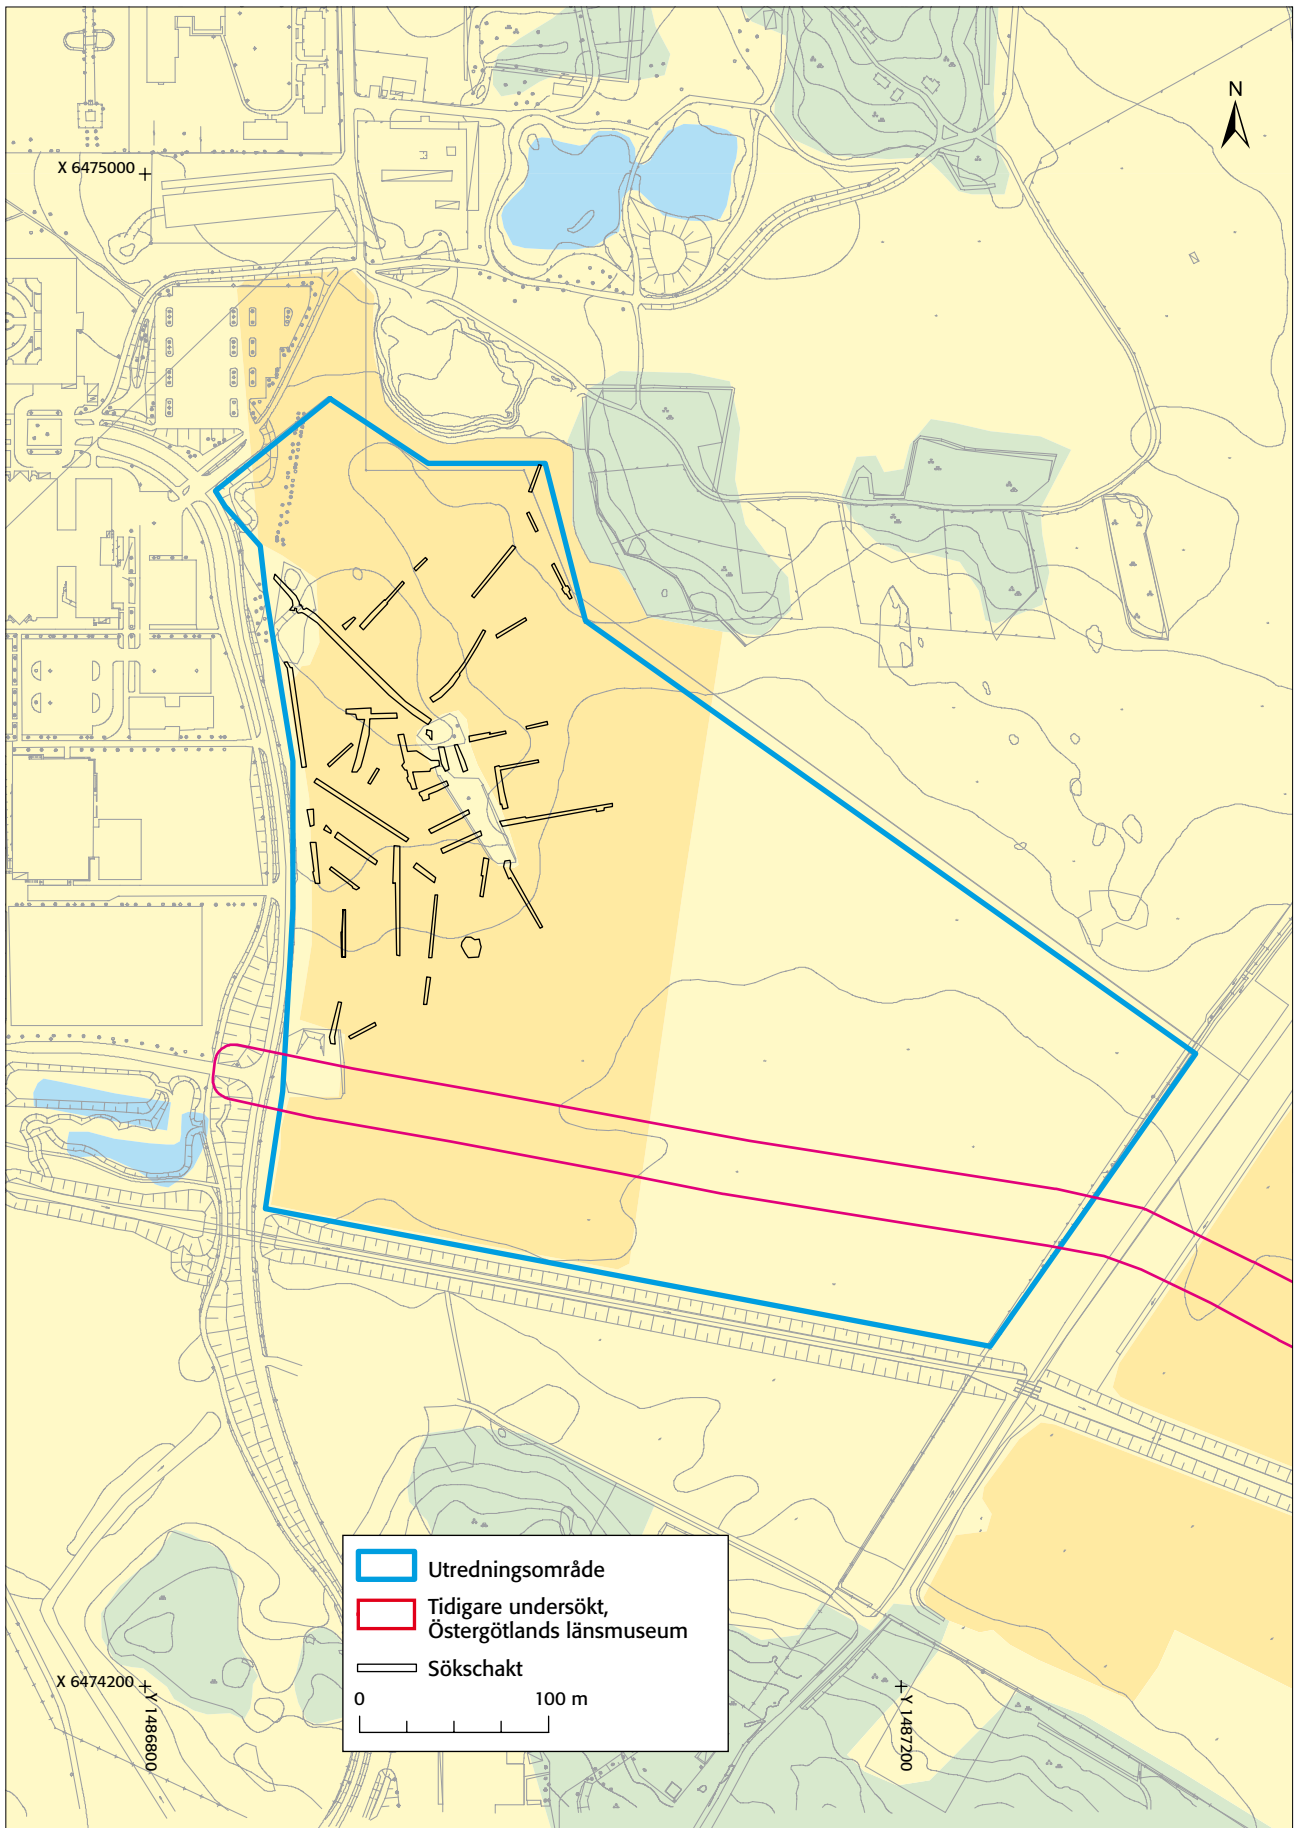 N
X 6475000
Utredningsområde
Tidigare undersökt,
Östergötlands länsmuseum
Sökschakt
0 100 m
X 6474200
Y 1486800
Y 1487200